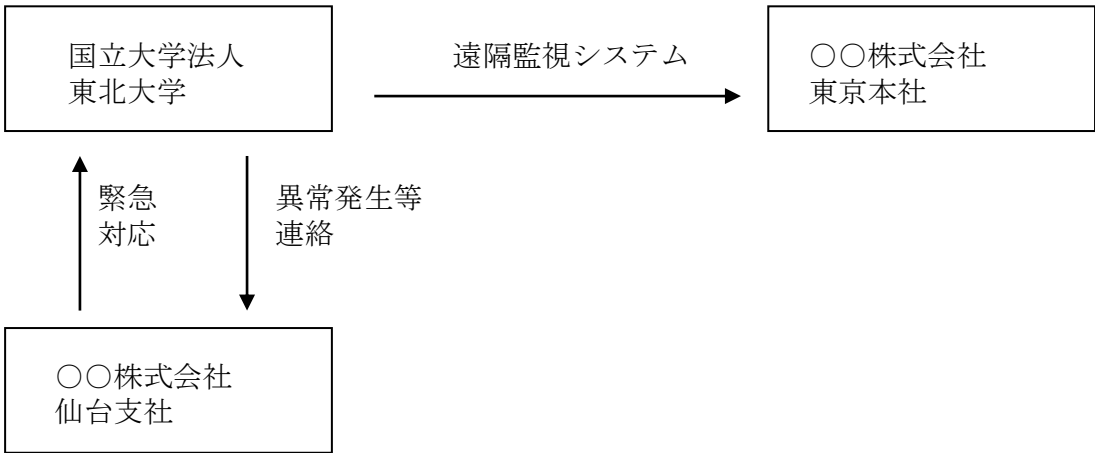 国立大学法人
東北大学
遠隔監視システム
〇〇株式会社
東京本社
緊急
対応
異常発生等
連絡
〇〇株式会社
仙台支社